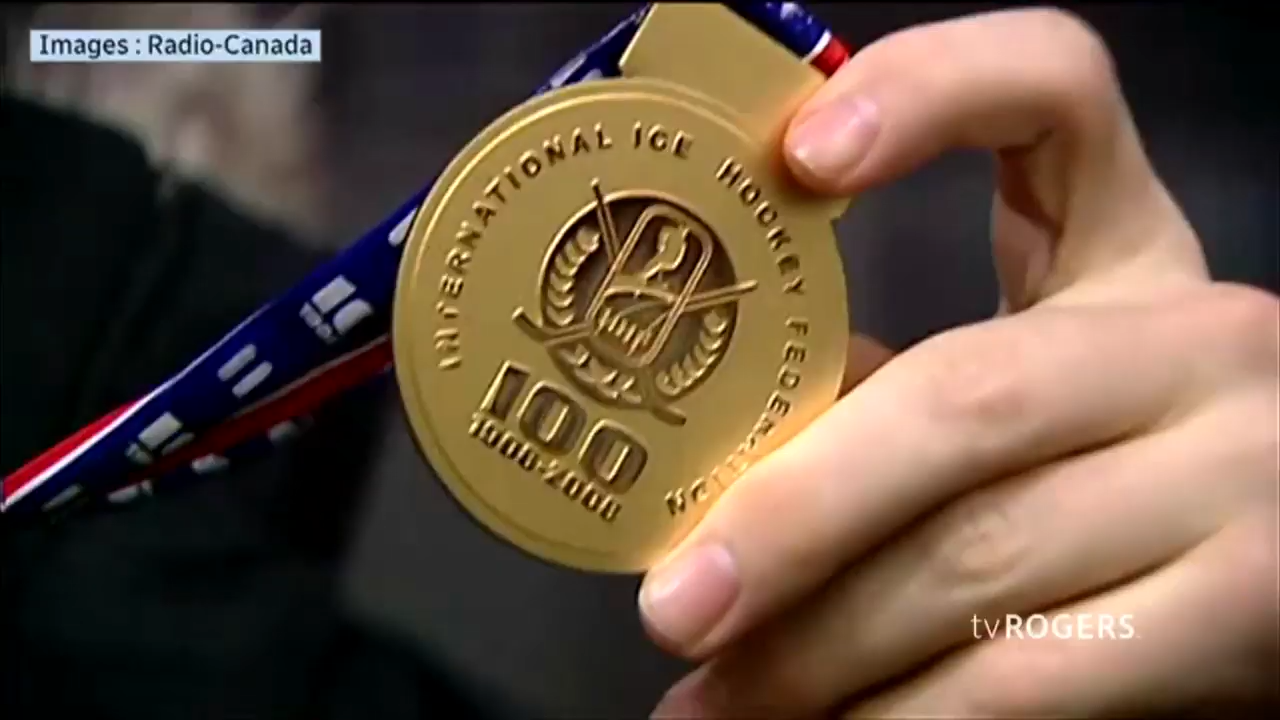 Images : Radio-Canada
INTERNATIONAL ICE HOCKEY FEDERATION
100
1908-2008
tvROGERS